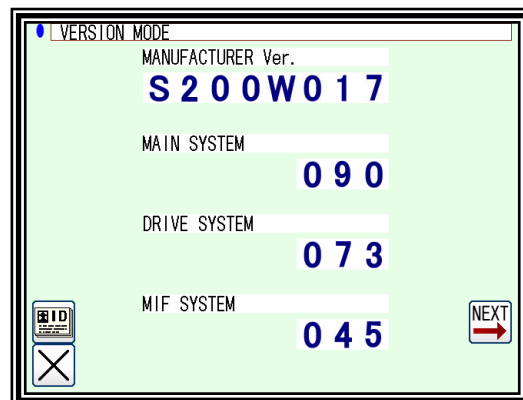 VERSION MODE
MANUFACTURER Ver.
S200W017
MAIN SYSTEM
090
DRIVE SYSTEM
073
MIF SYSTEM
045
ID
NEXT